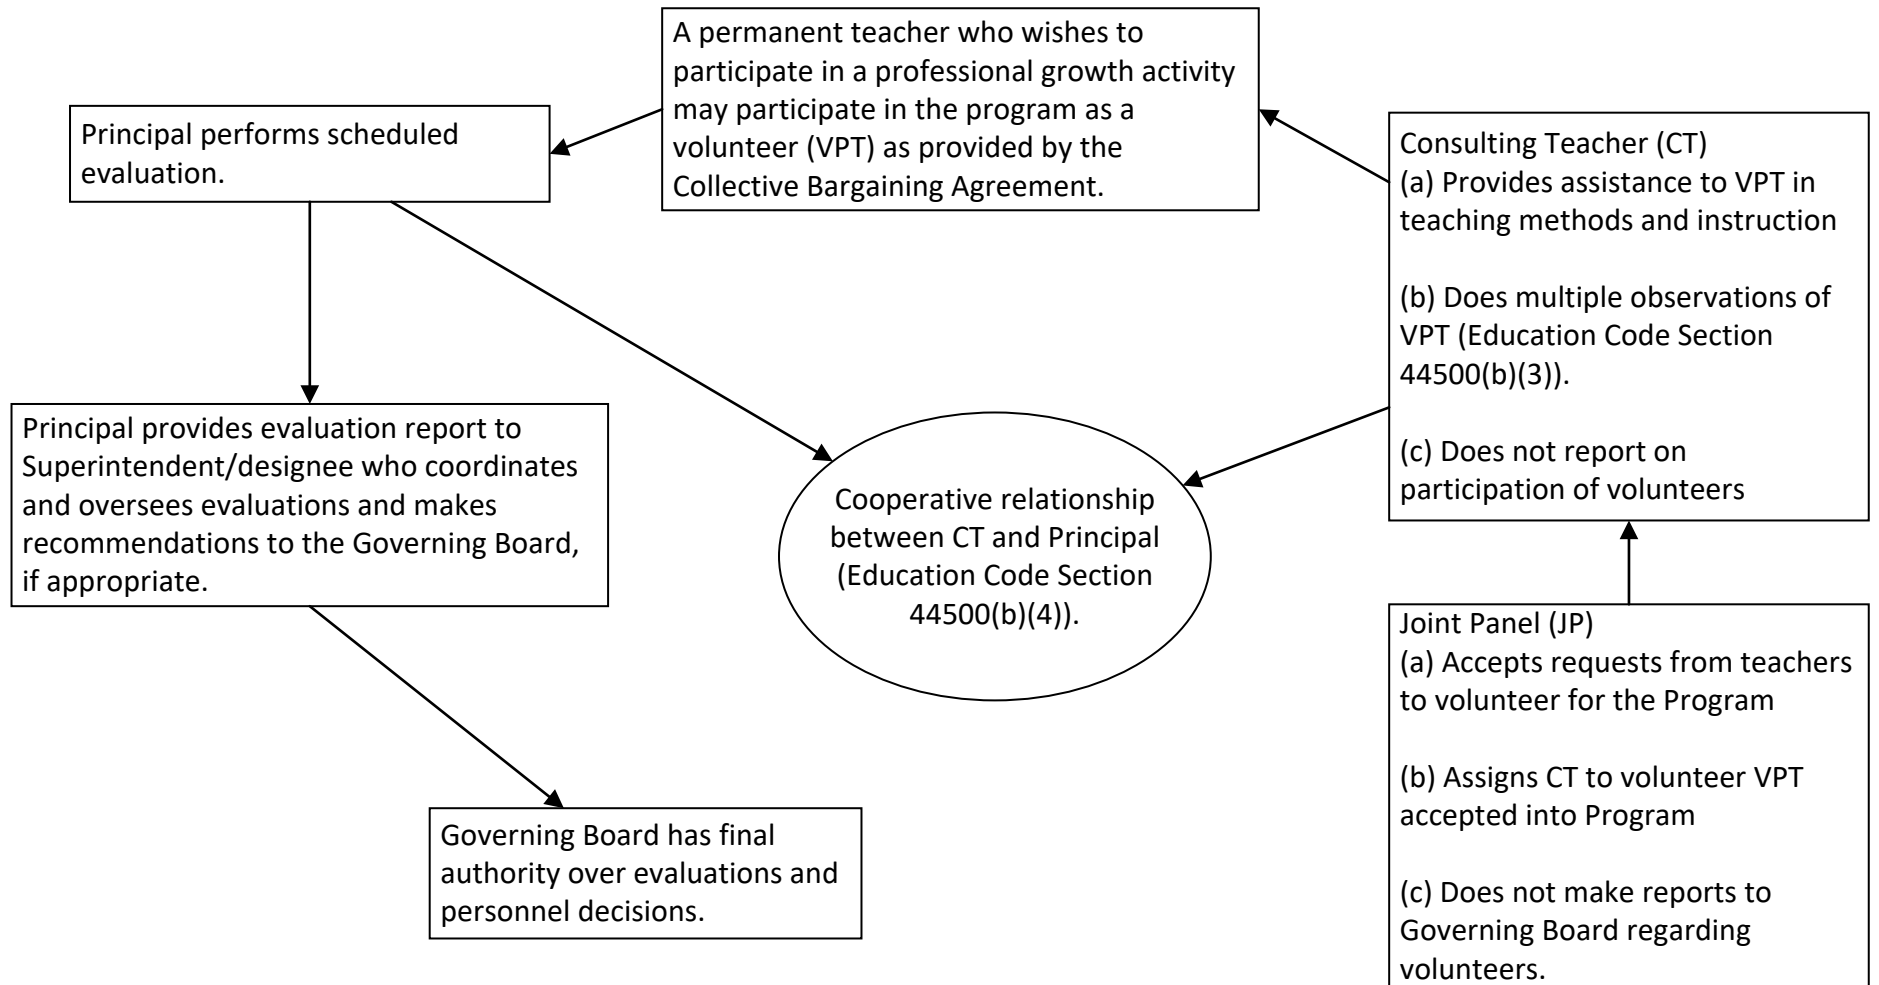 A permanent teacher who wishes to
participate in a professional growth activity
may participate in the program as a
volunteer (VPT) as provided by the
Collective Bargaining Agreement.
Principal performs scheduled
evaluation.
Consulting Teacher (CT)
(a) Provides assistance to VPT in
teaching methods and instruction
(b) Does multiple observations of
VPT (Education Code Section
44500(b)(3)).
(c) Does not report on
participation of volunteers
Principal provides evaluation report to
Superintendent/designee who coordinates
and oversees evaluations and makes
recommendations to the Governing Board,
if appropriate.
Cooperative relationship
between CT and Principal
(Education Code Section
44500(b)(4)).
Joint Panel (JP)
(a) Accepts requests from teachers
to volunteer for the Program
(b) Assigns CT to volunteer VPT
accepted into Program
(c) Does not make reports to
Governing Board regarding
volunteers.
Governing Board has final
authority over evaluations and
personnel decisions.